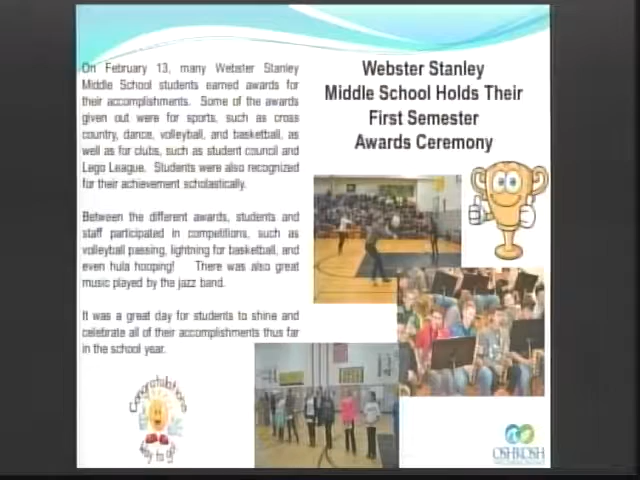 Webster Stanley
Middle School Holds Their
First Semester
Awards Ceremony
On February 13, many Webster Stanley
Middle School students earned awards for
their accomplishments. Some of the awards
given out were for sports, such as cross
country, dance, volleyball, and basketball, as
well as for clubs, such as student council and
Lego League. Students were also recognized
for their achievement scholastically.
Between the different awards, students and
staff participated in competitions, such as
volleyball passing, lightning for basketball, and
even hula hooping! There was also great
music played by the jazz band.
It was a great day for students to shine and
celebrate all of their accomplishments thus far
in the school year.
Congratulations
Way to go
OSHKOSH